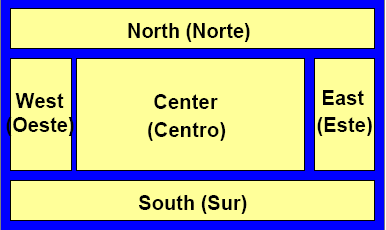 North (Norte)
West
(Oeste)
Center
(Centro)
East
(Este)
South (Sur)